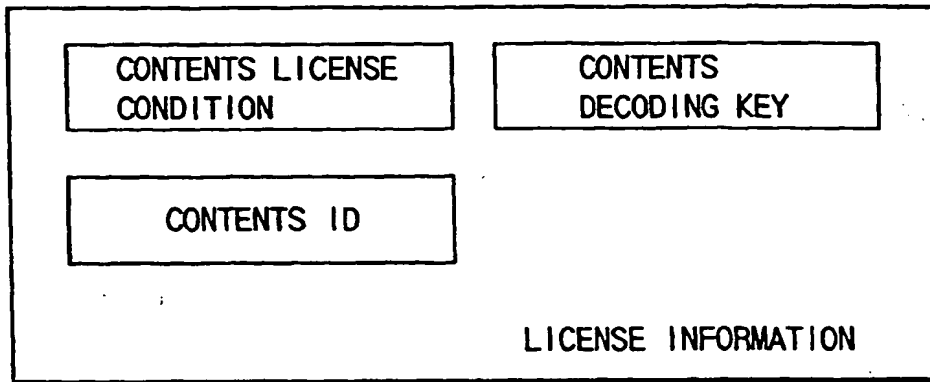 CONTENTS LICENSE
CONDITION
CONTENTS
DECODING KEY
CONTENTS ID
LICENSE INFORMATION